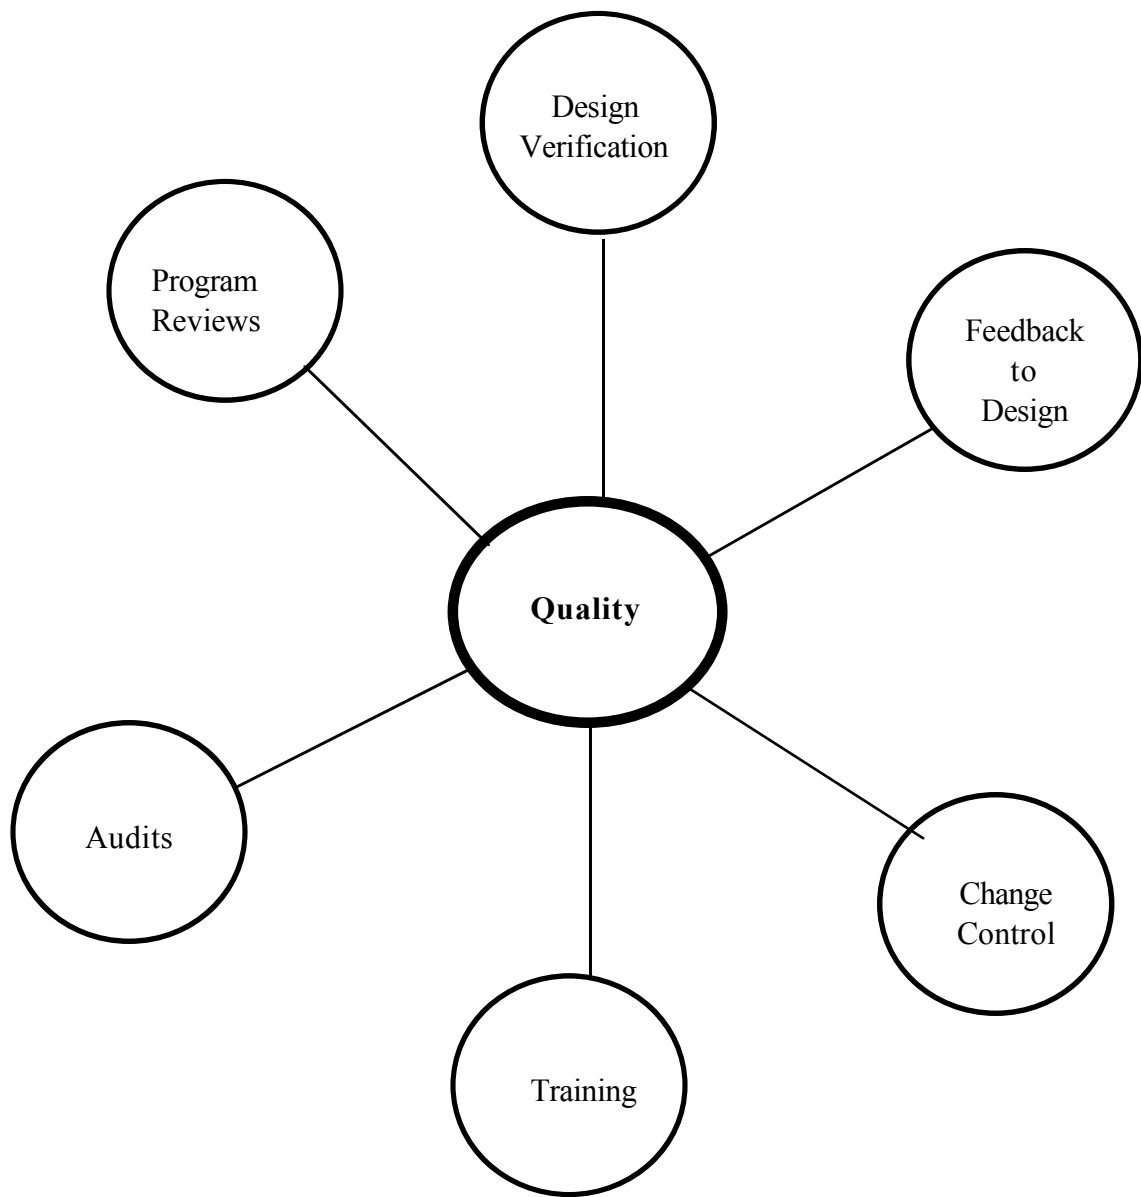 Design
Verification
Program
Reviews
Feedback
to
Design
Quality
Audits
Change
Control
Training